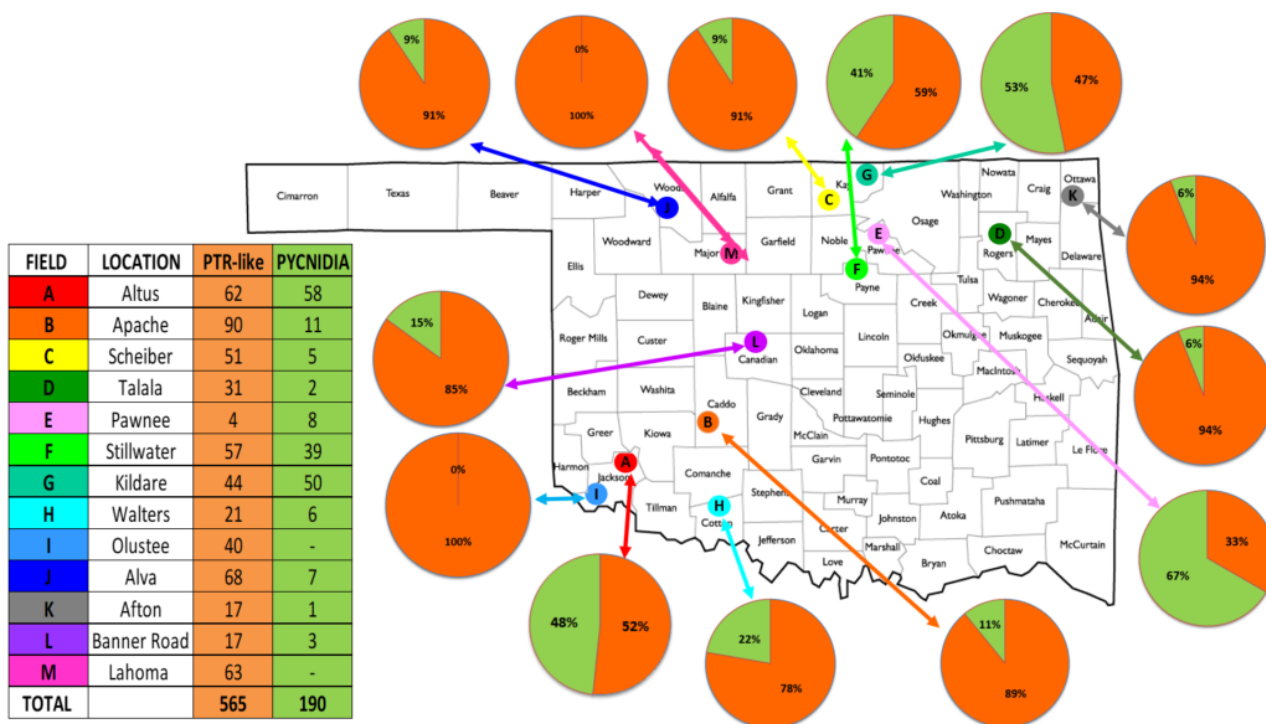 9%
91%
0%
100%
9%
91%
41%
59%
53%
47%
Cimarron
Texas
Beaver
Harper
Woods
J
Alfalfa
Grant
C
Kay
G
Osage
Washington
Nowata
Craig
Ottawa
K
6%
94%
Ellis
Woodward
Major
M
Garfield
Noble
E
Pawnee
D
Rogers
Mayes
Delaware
F
Payne
Tulsa
Dewey
Blaine
Kingfisher
Logan
Lincoln
Creek
Wagoner
Cherokee
Adair
Okmulgee
Muskogee
Roger Mills
Custer
L
Canadian
Oklahoma
Okfuskee
MacIntosh
Sequoyah
Beckham
Washita
Caddo
B
Grady
Cleveland
Pottawatomie
Seminole
Hughes
Haskell
McClain
Pittsburg
Latimer
Le Flore
Greer
Kiowa
Harmon
A
Jackson
I
Tillman
Comanche
H
Cotton
Stephens
Garvin
Pontotoc
Coal
Murray
Johnston
Atoka
Pushmataha
Jefferson
Carter
Love
Marshall
Bryan
Choctaw
McCurtain
6%
94%
15%
85%
0%
100%
33%
67%
48%
52%
22%
78%
11%
89%
FIELD LOCATION PTR-like PYCNIDIA
A Altus 62 58
B Apache 90 11
C Scheiber 51 5
D Talala 31 2
E Pawnee 4 8
F Stillwater 57 39
G Kildare 44 50
H Walters 21 6
I Olustee 40 -
J Alva 68 7
K Afton 17 1
L Banner Road 17 3
M Lahoma 63 -
TOTAL 565 190